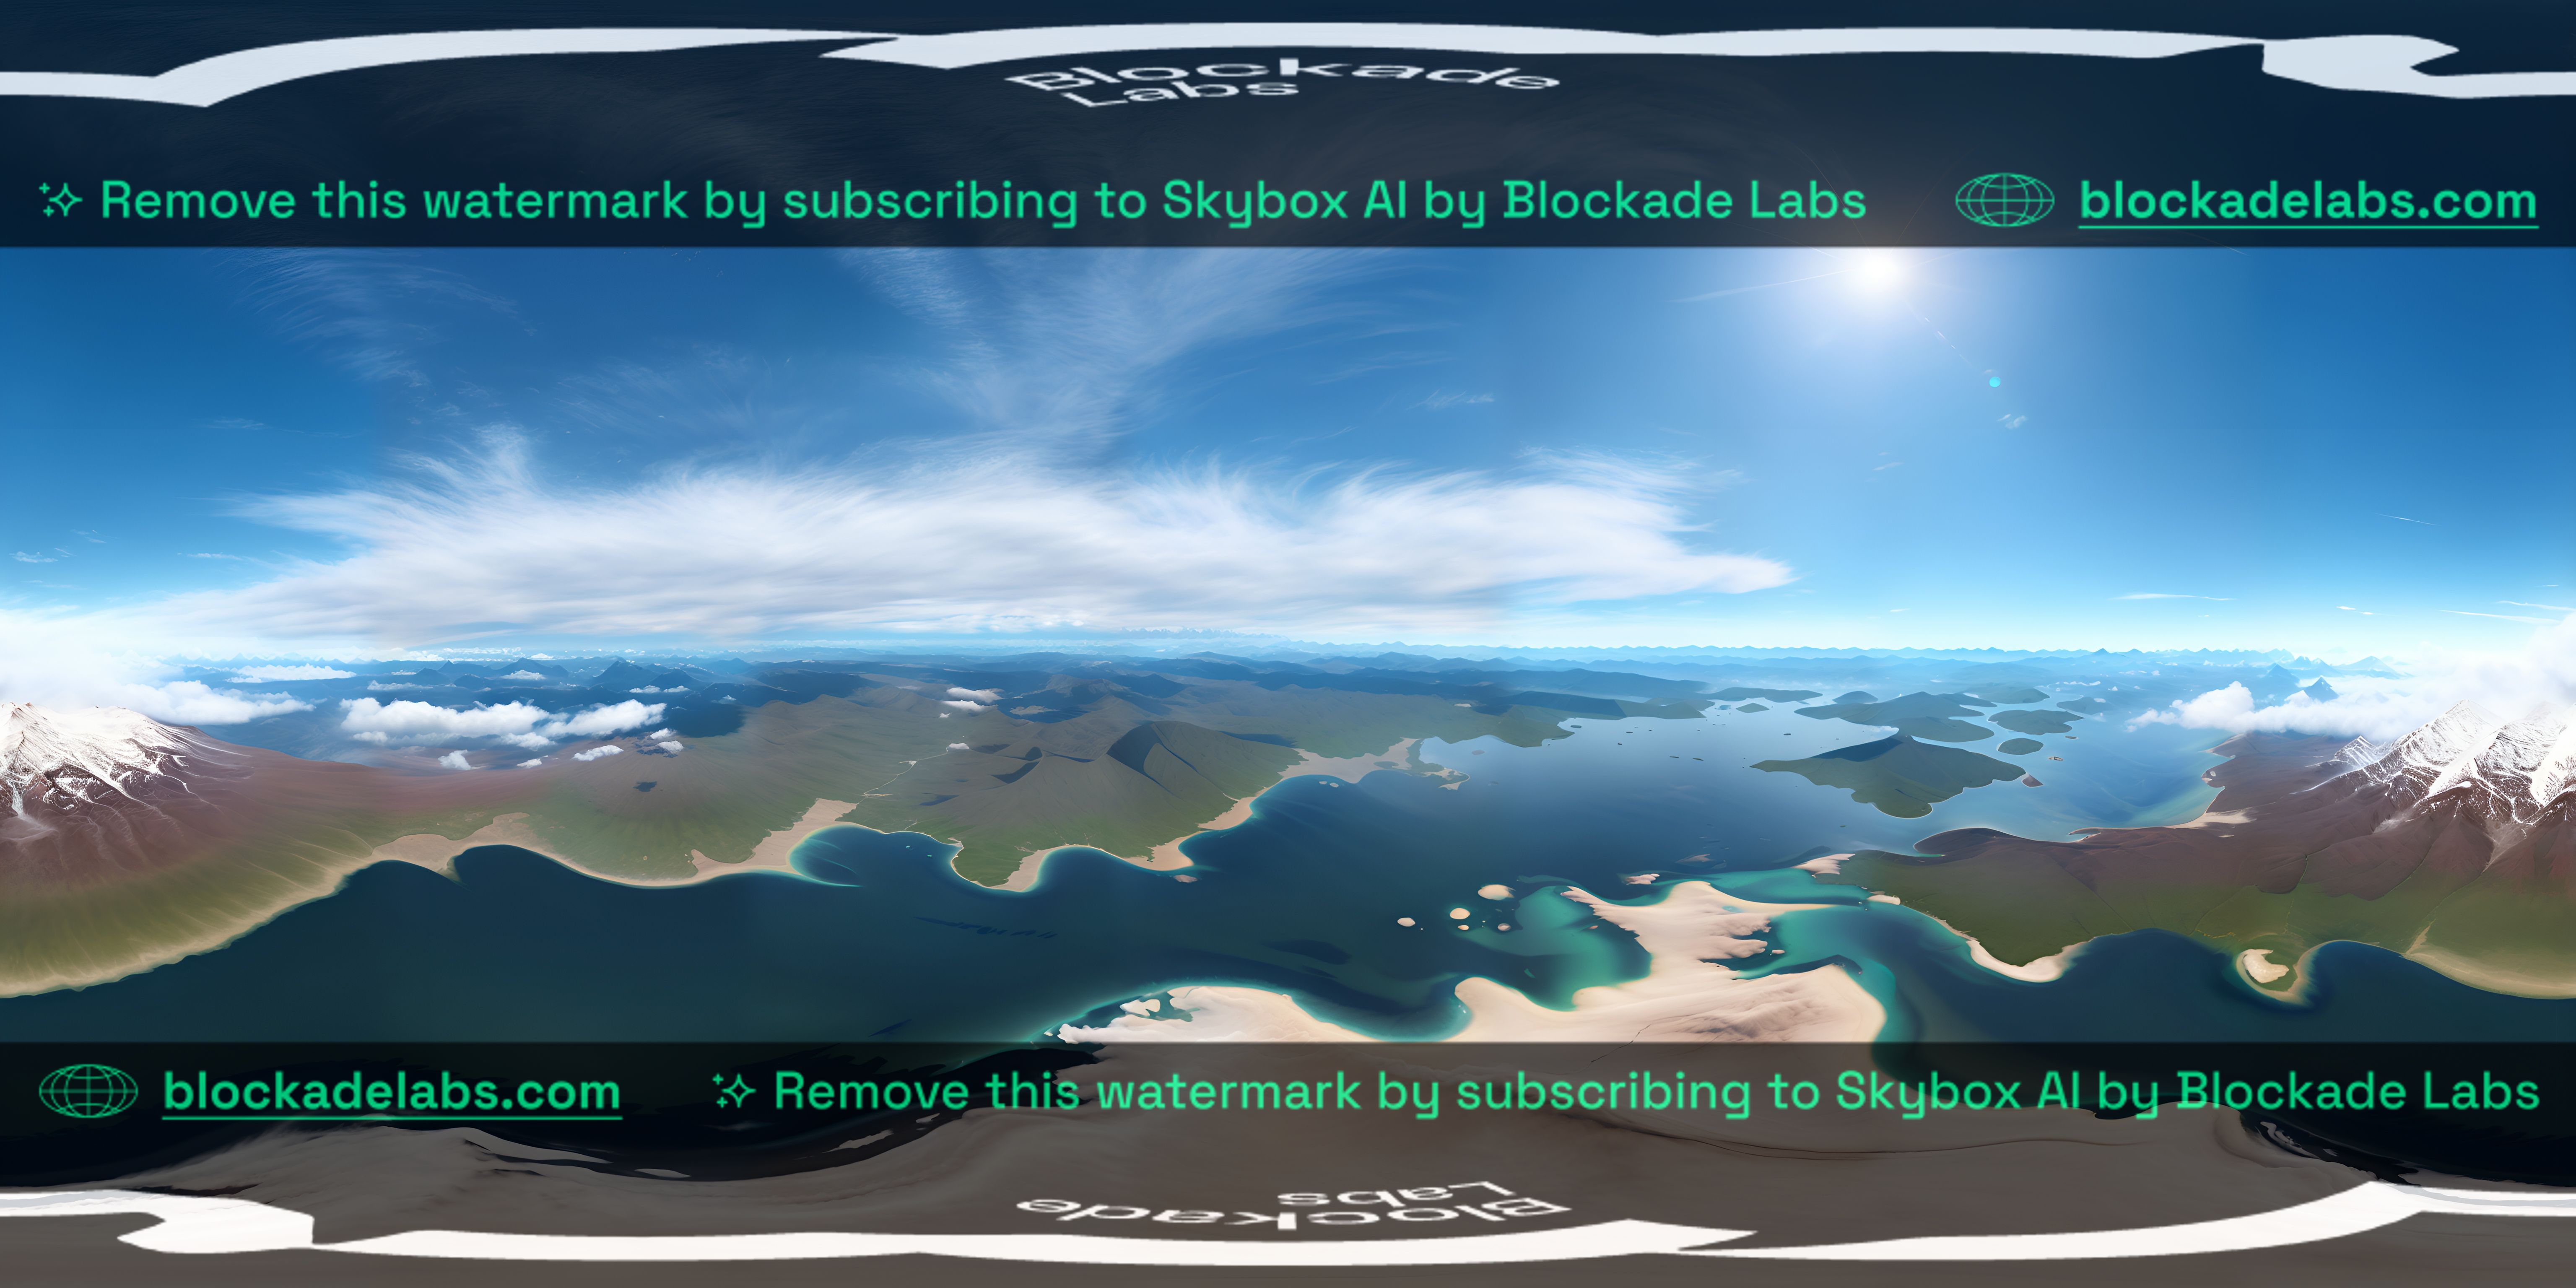 Blockade
Labs
Remove this watermark by subscribing to Skybox AI by Blockade Labs blockadelabs.com
blockadelabs.com Remove this watermark by subscribing to Skybox AI by Blockade Labs
Labs
Blockade